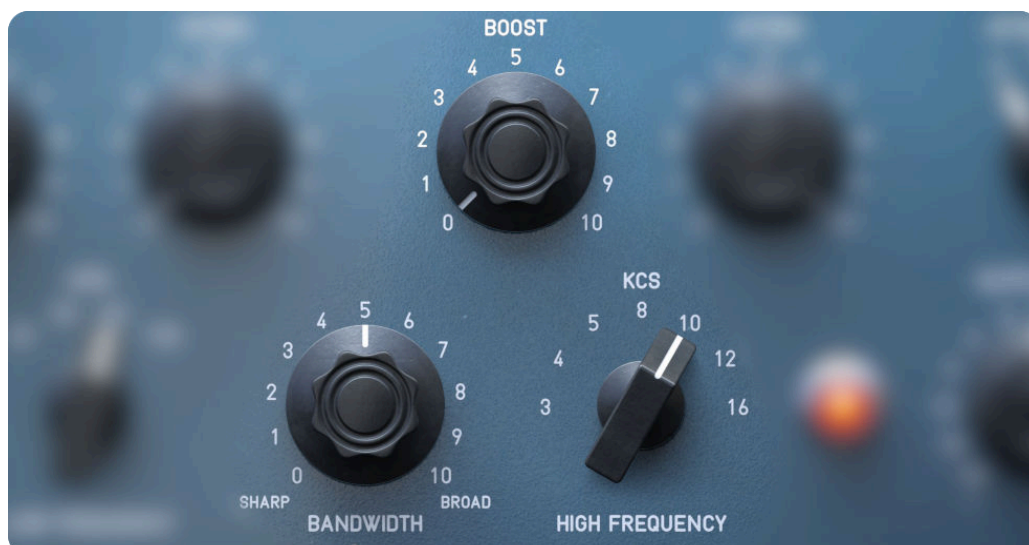 BOOST
0 1 2 3 4 5 6 7 8 9 10
KCS
3 4 5 8 10 12 16
HIGH FREQUENCY
0 1 2 3 4 5 6 7 8 9 10
SHARP BROAD
BANDWIDTH